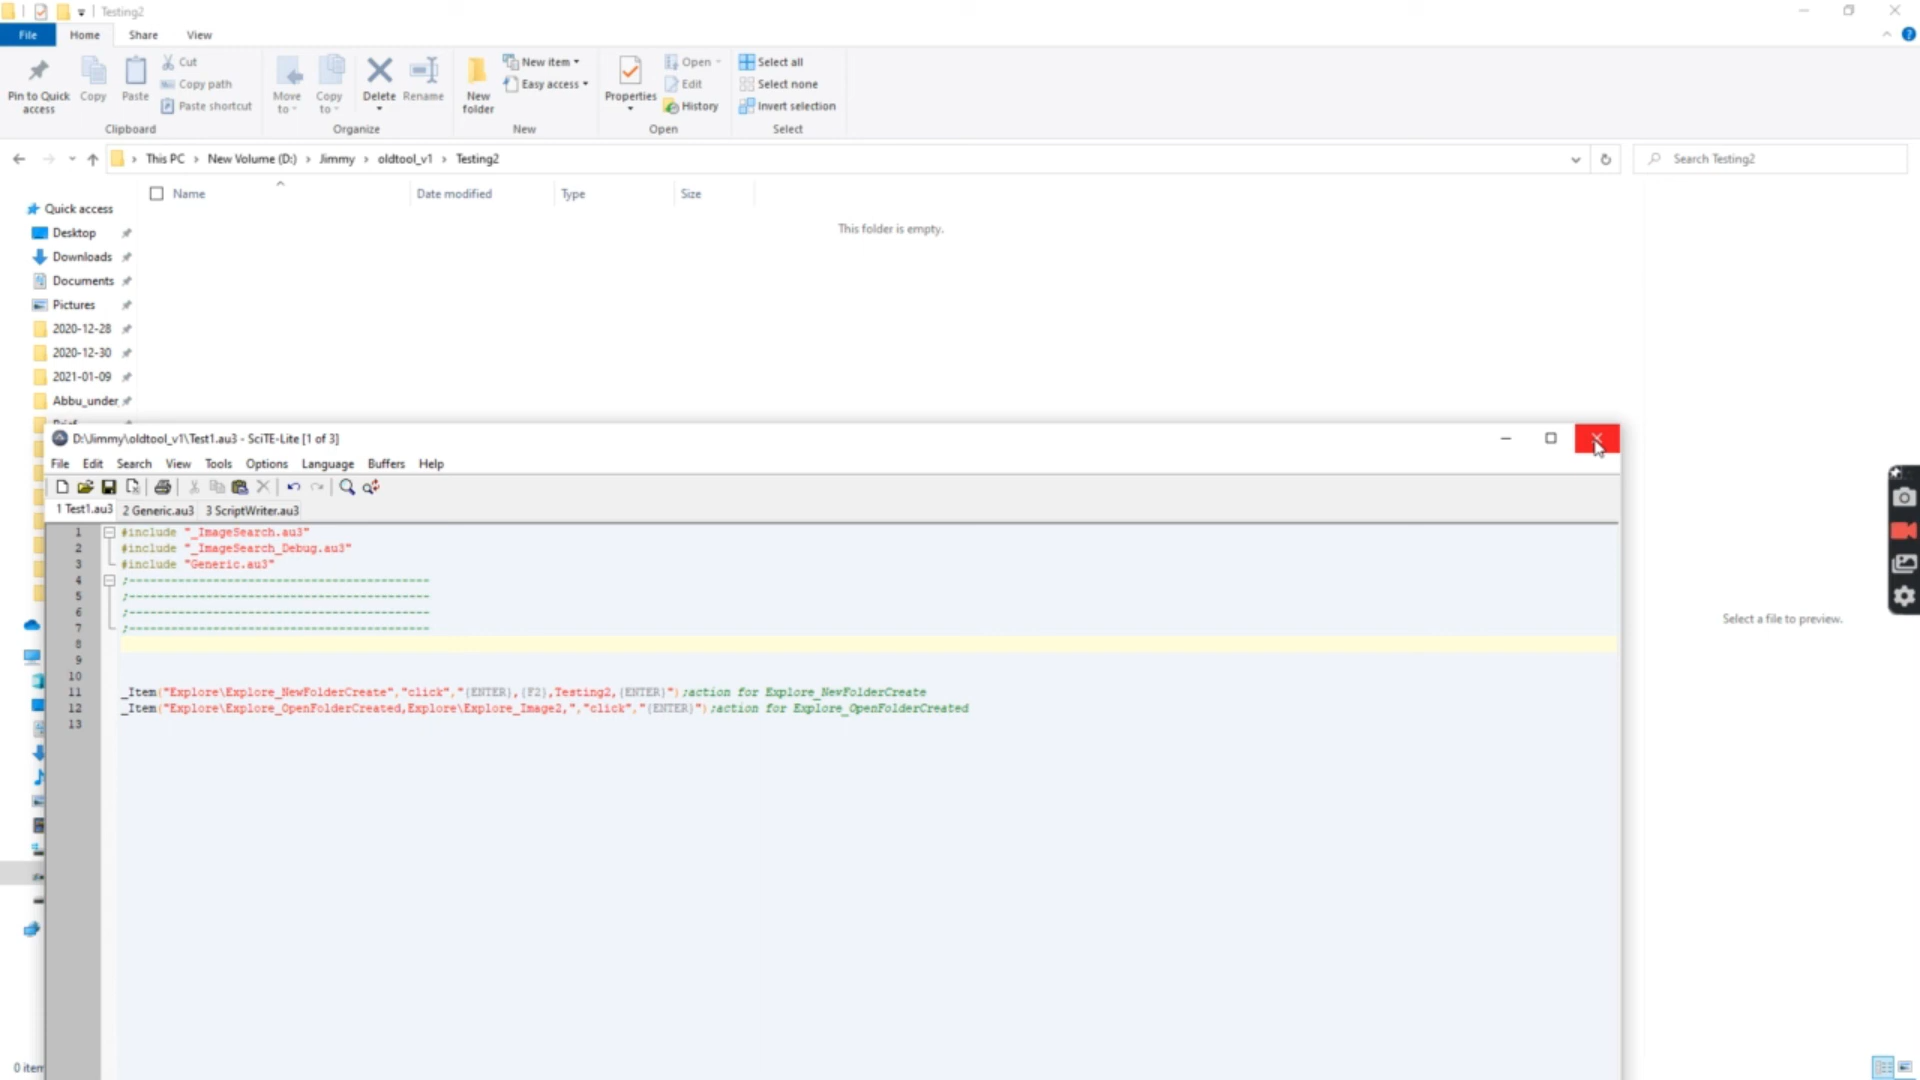 Testing2
File Home Share View
Pin to Quick access
Copy
Paste
Cut
Copy path
Paste shortcut
Clipboard
Move to
Copy to
Delete
Rename
Organize
New folder
New item
Easy access
New
Properties
Open
Edit
History
Open
Select all
Select none
Invert selection
Select
This PC > New Volume (D:) > Jimmy > oldtool_v1 > Testing2
Search Testing2
Name Date modified Type Size
This folder is empty.
Quick access
Desktop
Downloads
Documents
Pictures
2020-12-28
2020-12-30
2021-01-09
Abbu_under
D:\Jimmy\oldtool_v1\Test1.au3 - SciTE-Lite [1 of 3]
File Edit Search View Tools Options Language Buffers Help
1 Test1.au3 2 Generic.au3 3 ScriptWriter.au3
1 #include "_ImageSearch.au3"
2 #include "_ImageSearch_Debug.au3"
3 #include "Generic.au3"
4 ;-------------------------------------------
5 ;-------------------------------------------
6 ;-------------------------------------------
7 ;-------------------------------------------
8
9
10
11 _Item("Explore\Explore_NewFolderCreate","click","{ENTER},{F2},Testing2,{ENTER}");action for Explore_NewFolderCreate
12 _Item("Explore\Explore_OpenFolderCreated,Explore\Explore_Image2,","click","{ENTER}");action for Explore_OpenFolderCreated
13
Select a file to preview.
0 item